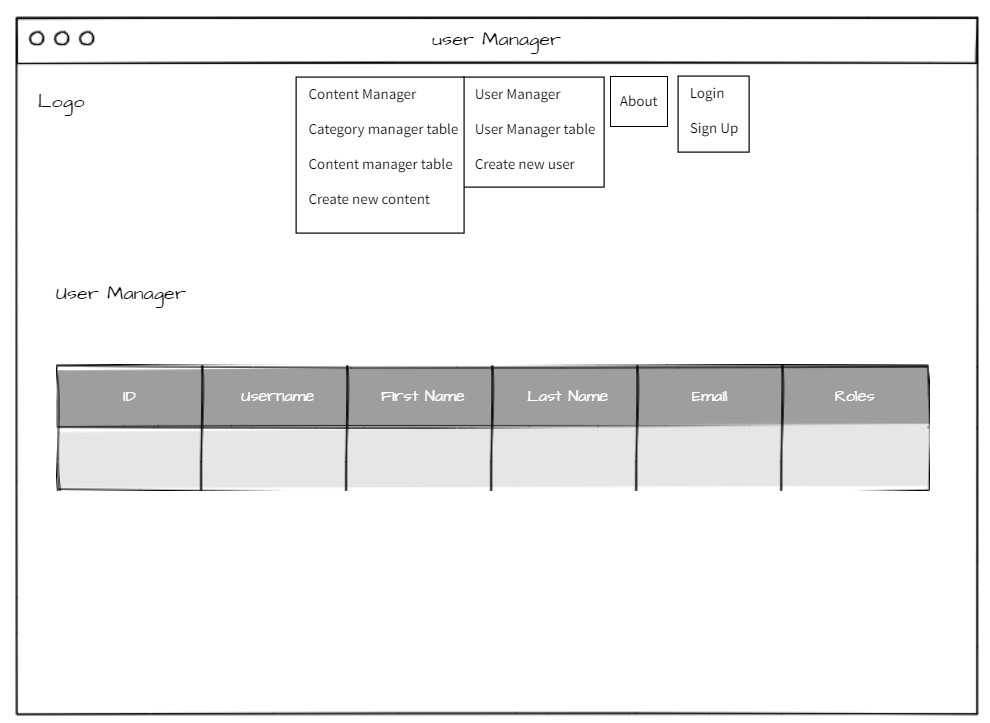 user Manager
Logo
Content Manager
Category manager table
Content manager table
Create new content
User Manager
User Manager table
Create new user
About
Login
Sign Up
User Manager
ID Username First Name Last Name Email Roles